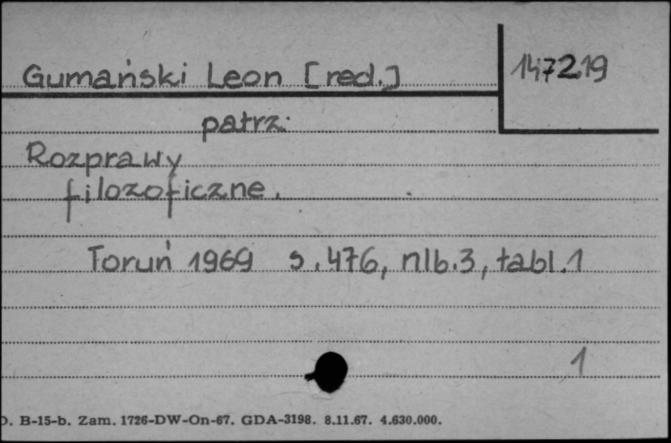 Gumański Leon [red.]
147219
patrz:
Rozprawy
filozoficzne.
Toruń 1969 s. 476, nlb. 3, tabl. 1
1
D. B-15-b. Zam. 1726-DW-On-67. GDA-3198. 8.11.67. 4.630.000.